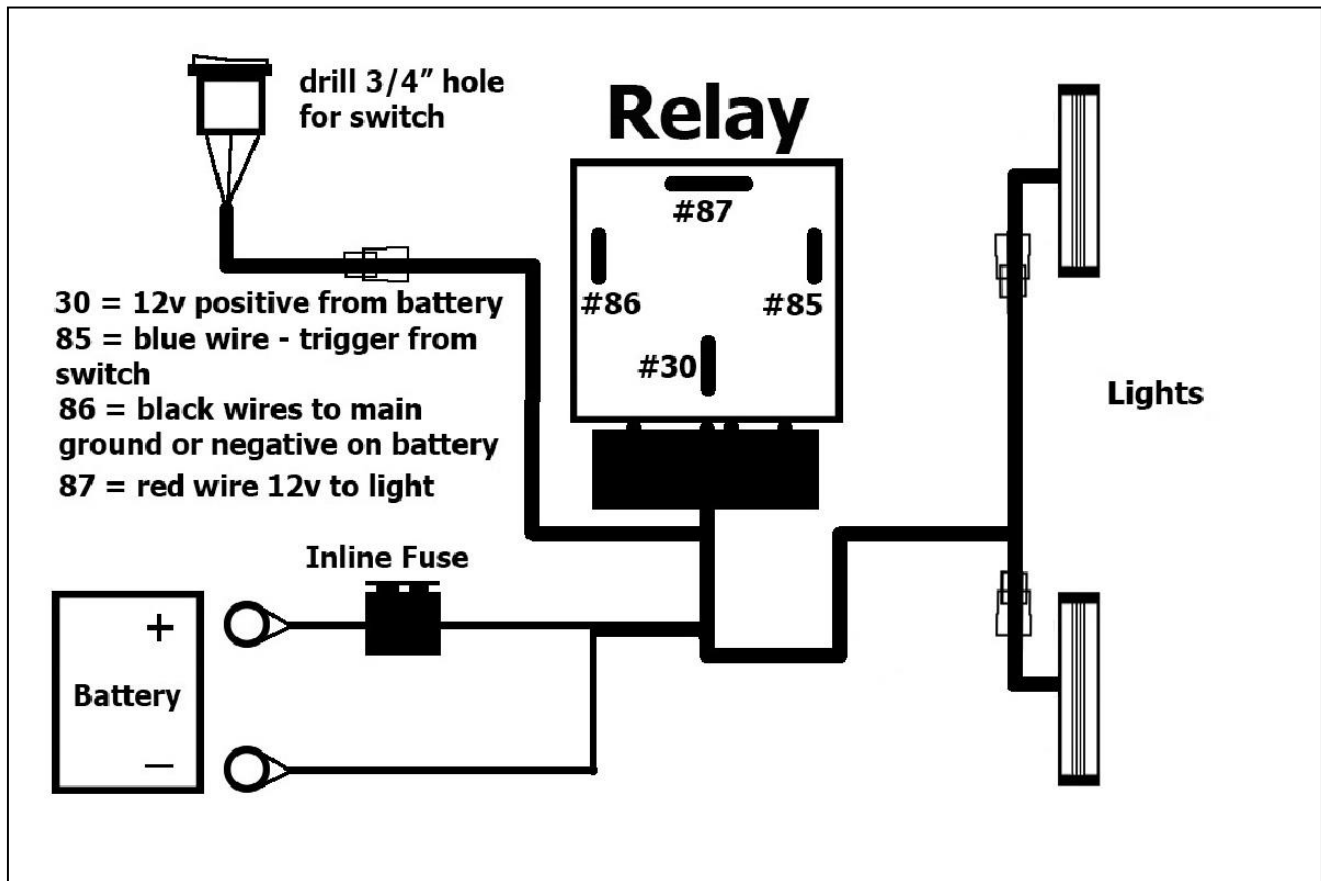 drill 3/4" hole
for switch
Relay
#87
#86
#85
#30
30 = 12v positive from battery
85 = blue wire - trigger from
switch
86 = black wires to main
ground or negative on battery
87 = red wire 12v to light
Lights
Inline Fuse
+
Battery
—